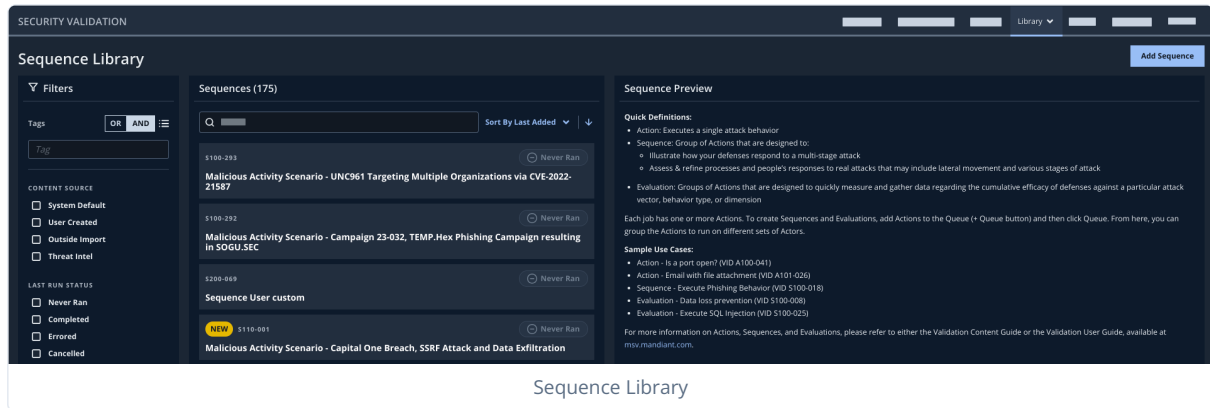 SECURITY VALIDATION
Library
Sequence Library
Add Sequence
Filters
Tags
OR AND
Tag
CONTENT SOURCE
System Default
User Created
Outside Import
Threat Intel
LAST RUN STATUS
Never Ran
Completed
Errored
Cancelled
Sequences (175)
Sort By Last Added
S100-293
Never Ran
Malicious Activity Scenario - UNC961 Targeting Multiple Organizations via CVE-2022-
21587
S100-292
Never Ran
Malicious Activity Scenario - Campaign 23-032, TEMP.Hex Phishing Campaign resulting
in SOGU.SEC
S200-069
Never Ran
Sequence User custom
NEW S110-001
Never Ran
Malicious Activity Scenario - Capital One Breach, SSRF Attack and Data Exfiltration
Sequence Preview
Quick Definitions:
• Action: Executes a single attack behavior
• Sequence: Group of Actions that are designed to:
Illustrate how your defenses respond to a multi-stage attack
Assess & refine processes and people's responses to real attacks that may include lateral movement and various stages of attack
• Evaluation: Groups of Actions that are designed to quickly measure and gather data regarding the cumulative efficacy of defenses against a particular attack
vector, behavior type, or dimension
Each job has one or more Actions. To create Sequences and Evaluations, add Actions to the Queue (+ Queue button) and then click Queue. From here, you can
group the Actions to run on different sets of Actors.
Sample Use Cases:
• Action - Is a port open? (VID A100-041)
• Action - Email with file attachment (VID A101-026)
• Sequence - Execute Phishing Behavior (VID S100-018)
• Evaluation - Data loss prevention (VID S100-008)
• Evaluation - Execute SQL Injection (VID S100-025)
For more information on Actions, Sequences, and Evaluations, please refer to either the Validation Content Guide or the Validation User Guide, available at
msv.mandiant.com.
Sequence Library